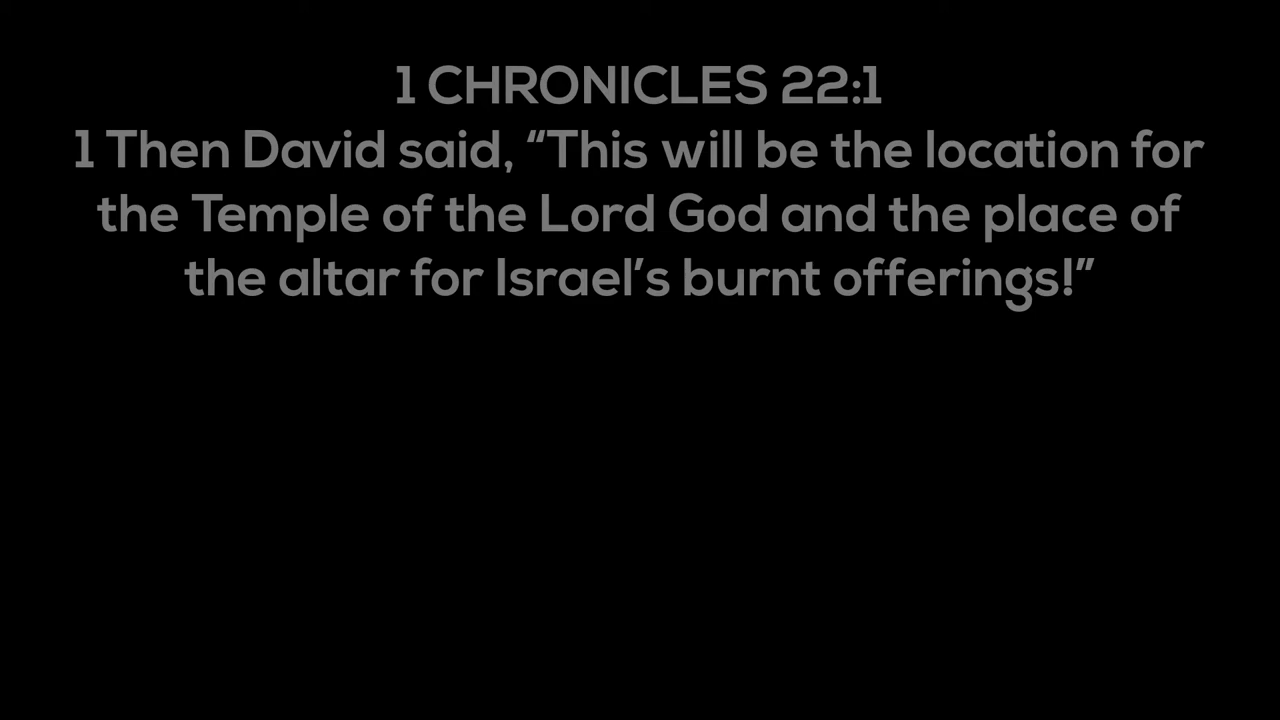 1 CHRONICLES 22:1
1 Then David said, “This will be the location for
the Temple of the Lord God and the place of
the altar for Israel’s burnt offerings!”